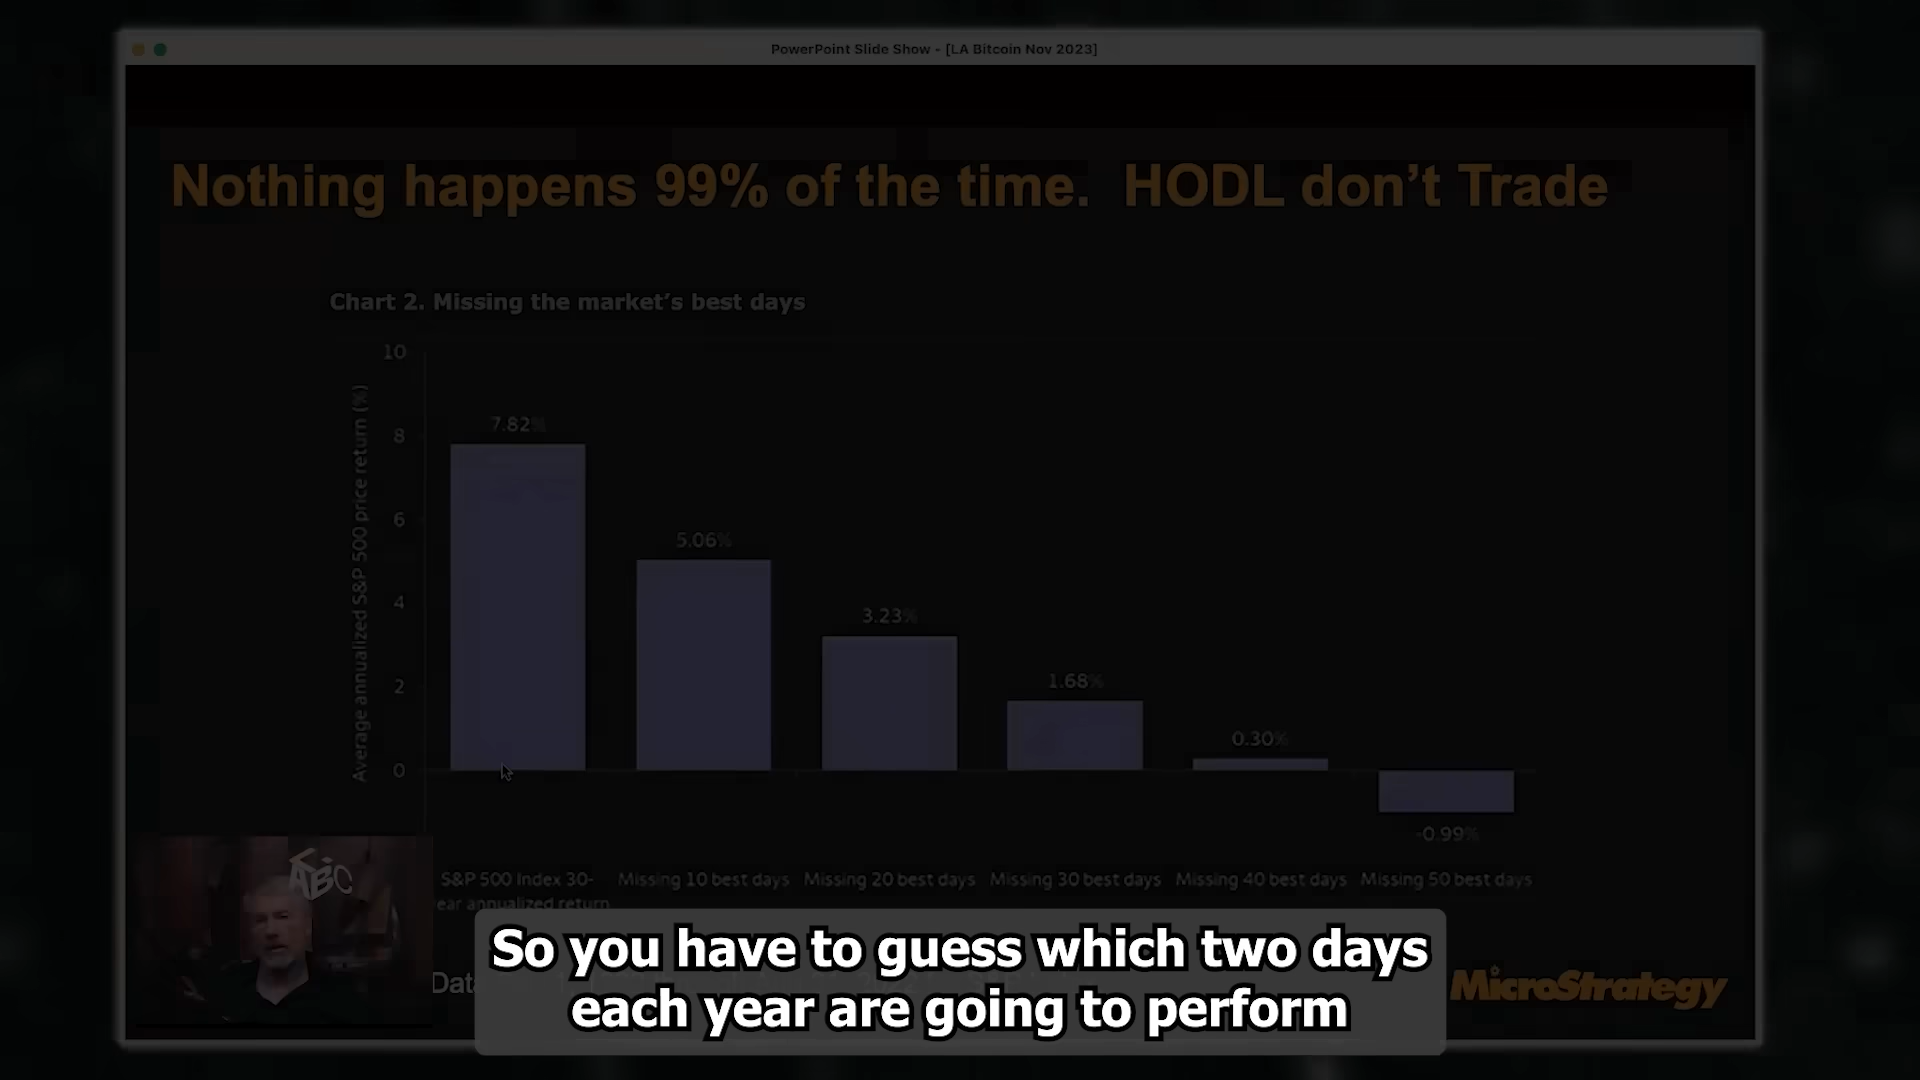 PowerPoint Slide Show - [LA Bitcoin Nov 2023]
Nothing happens 99% of the time. HODL don't Trade
Chart 2. Missing the market's best days
Average annualized S&P 500 price return (%)
10
8
6
4
2
0
7.82%
5.06%
3.23%
1.68%
0.30%
-0.99%
S&P 500 Index 30-
ear annualized return
Missing 10 best days
Missing 20 best days
Missing 30 best days
Missing 40 best days
Missing 50 best days
ABC
Data
MicroStrategy
So you have to guess which two days
each year are going to perform